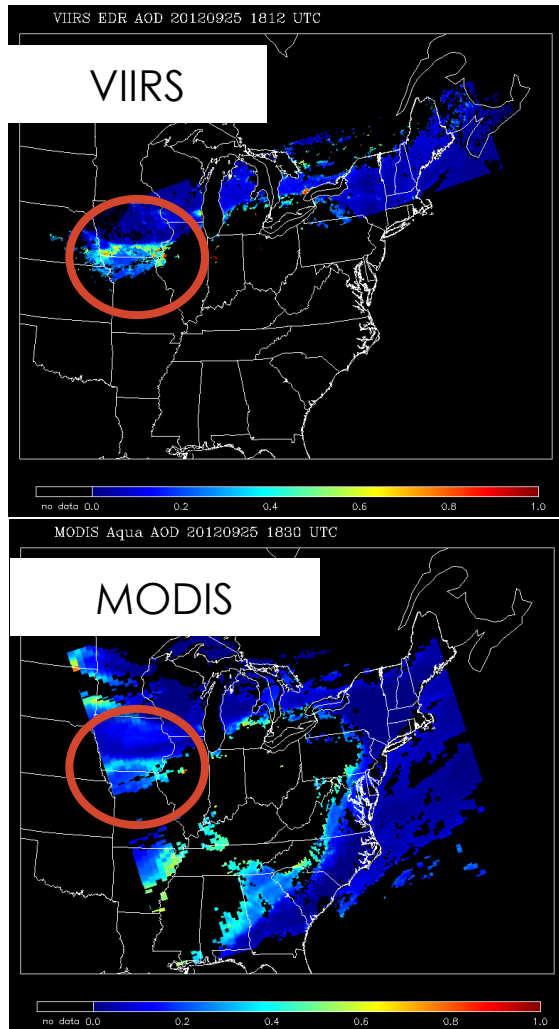 VIIRS EDR AOD 20120925 1812 UTC
VIIRS
no data 0.0 0.2 0.4 0.6 0.8 1.0
MODIS Aqua AOD 20120925 1830 UTC
MODIS
no data 0.0 0.2 0.4 0.6 0.8 1.0